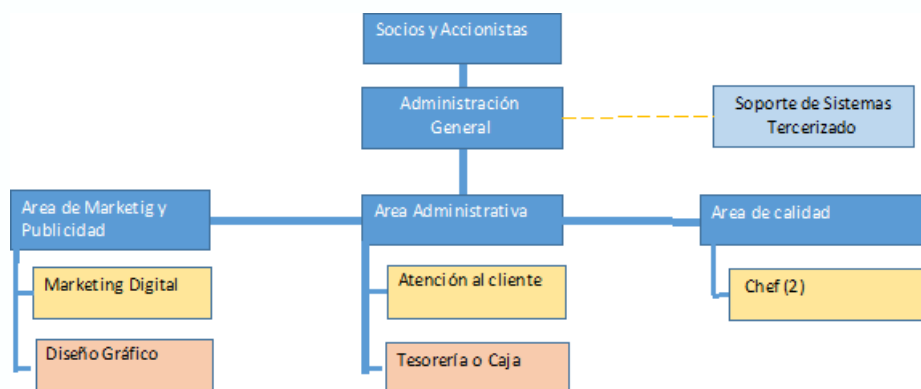 Socios y Accionistas
Administración
General
Soporte de Sistemas
Tercerizado
Area de Marketig y
Publicidad
Area Administrativa
Area de calidad
Marketing Digital
Atención al cliente
Chef (2)
Diseño Gráfico
Tesorería o Caja